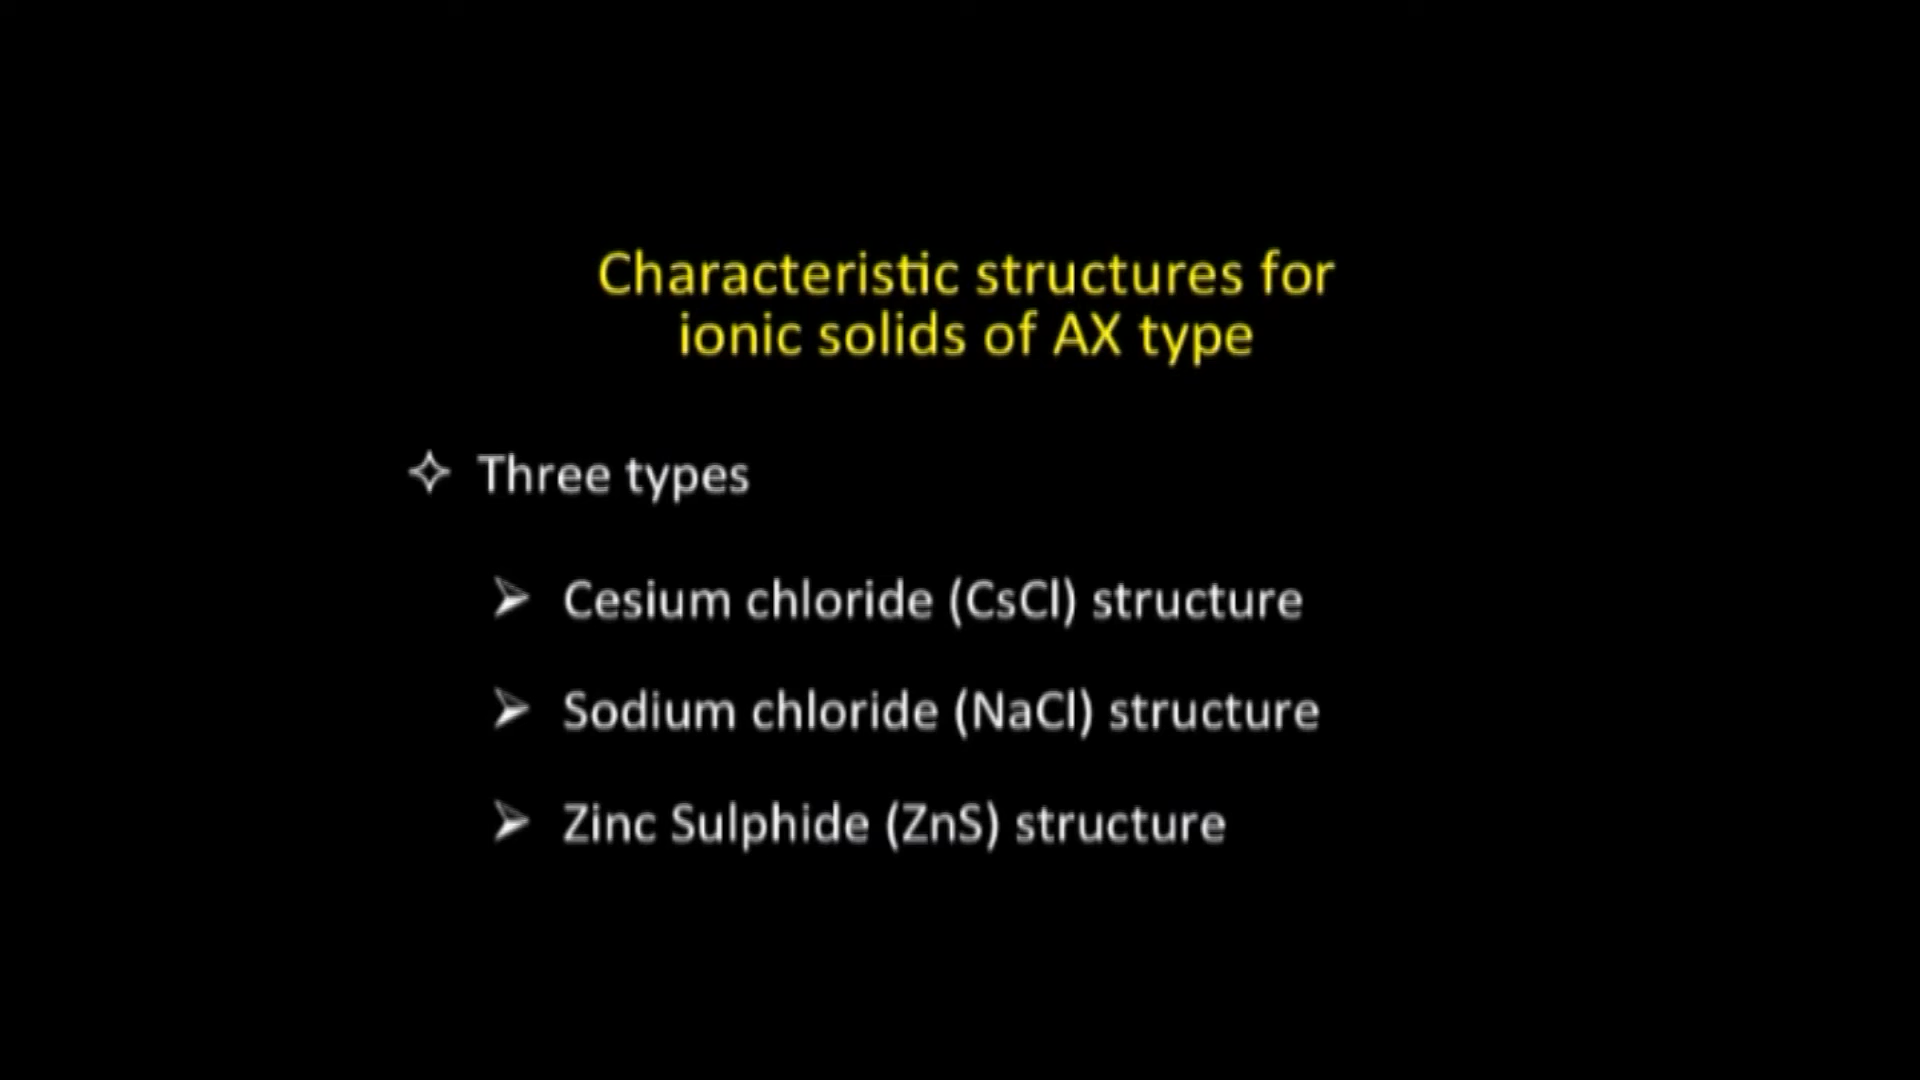 Characteristic structures for
ionic solids of AX type
✧ Three types
➢ Cesium chloride (CsCl) structure
➢ Sodium chloride (NaCl) structure
➢ Zinc Sulphide (ZnS) structure